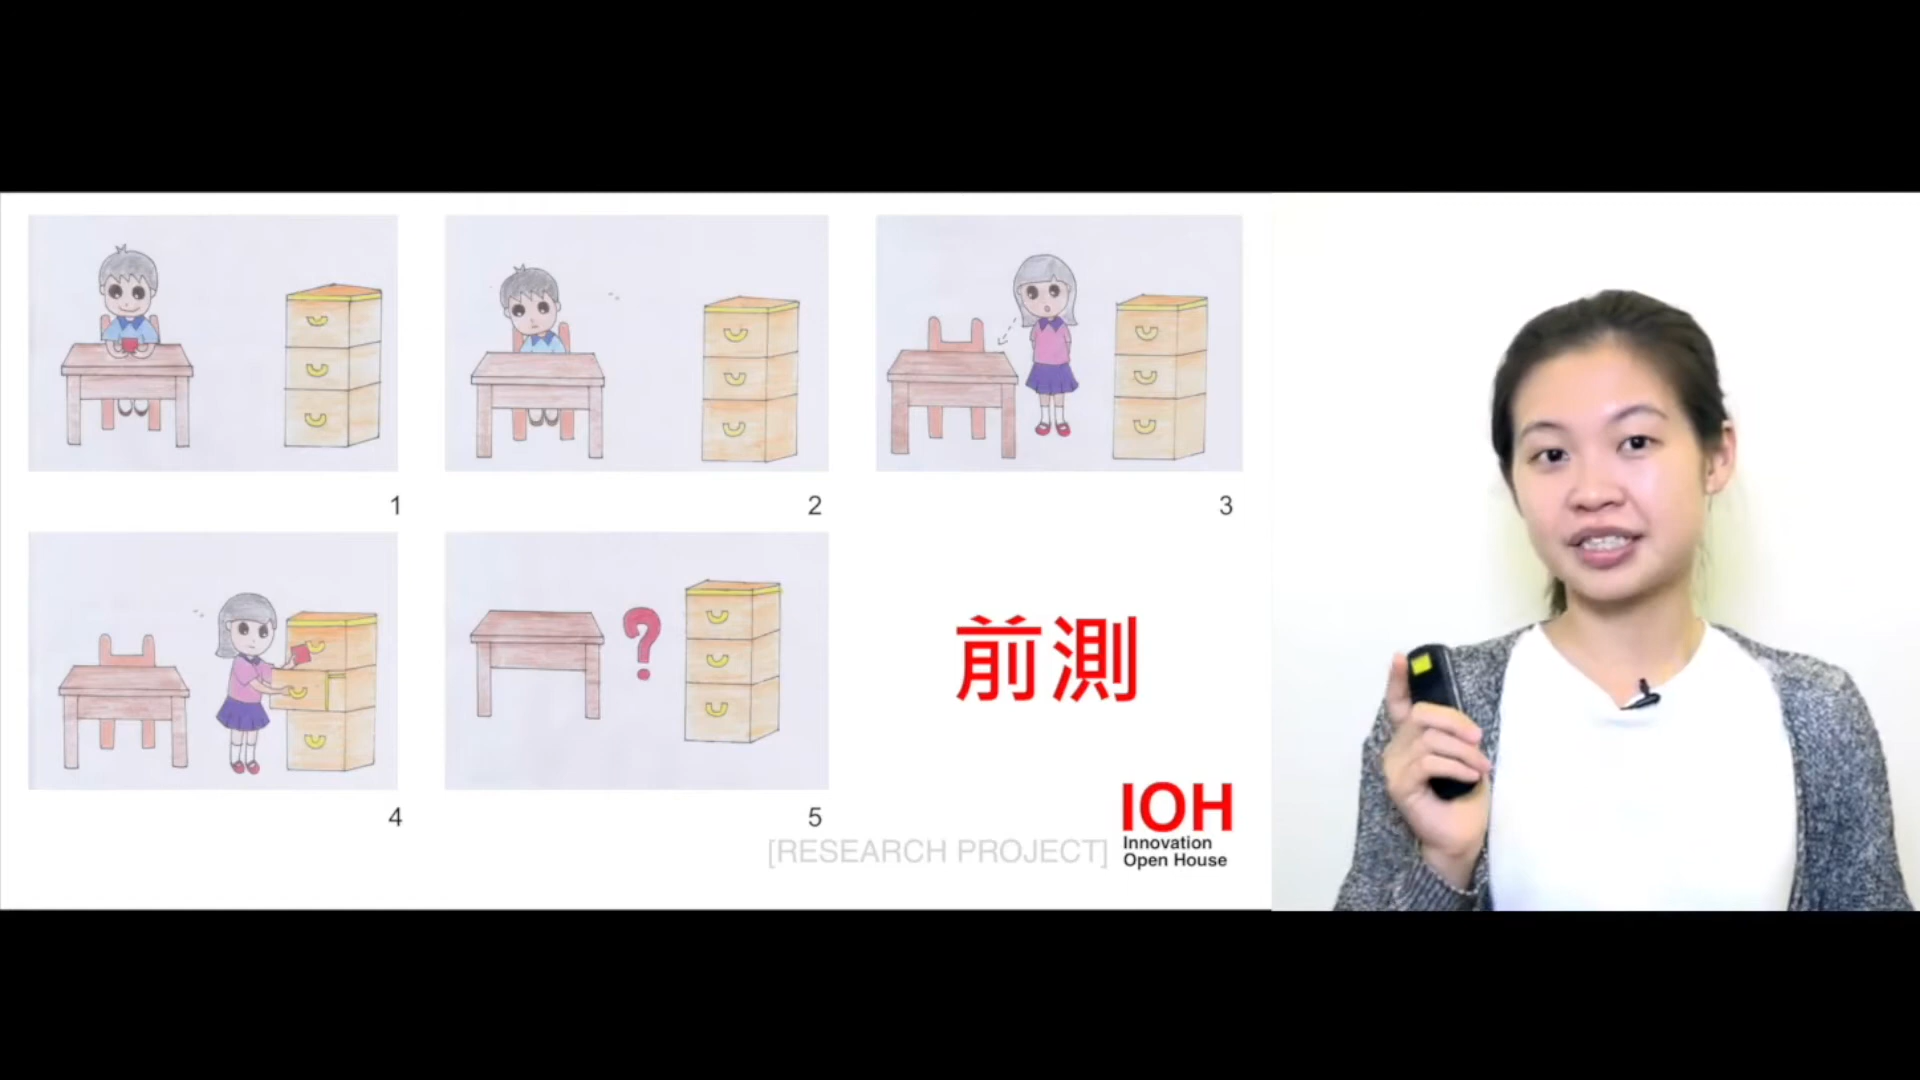 1
2
3
4
5
前測
[RESEARCH PROJECT]
IOH
Innovation
Open House